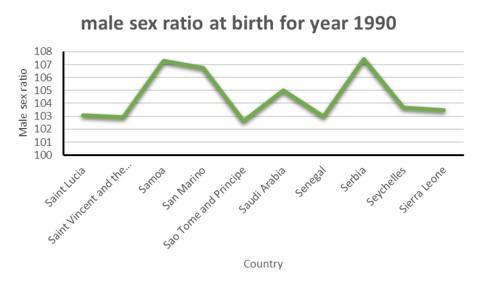 male sex ratio at birth for year 1990
Male sex ratio
108
107
106
105
104
103
102
101
100
Saint Lucia
Saint Vincent and the...
Samoa
San Marino
Sao Tome and Principe
Saudi Arabia
Senegal
Serbia
Seychelles
Sierra Leone
Country